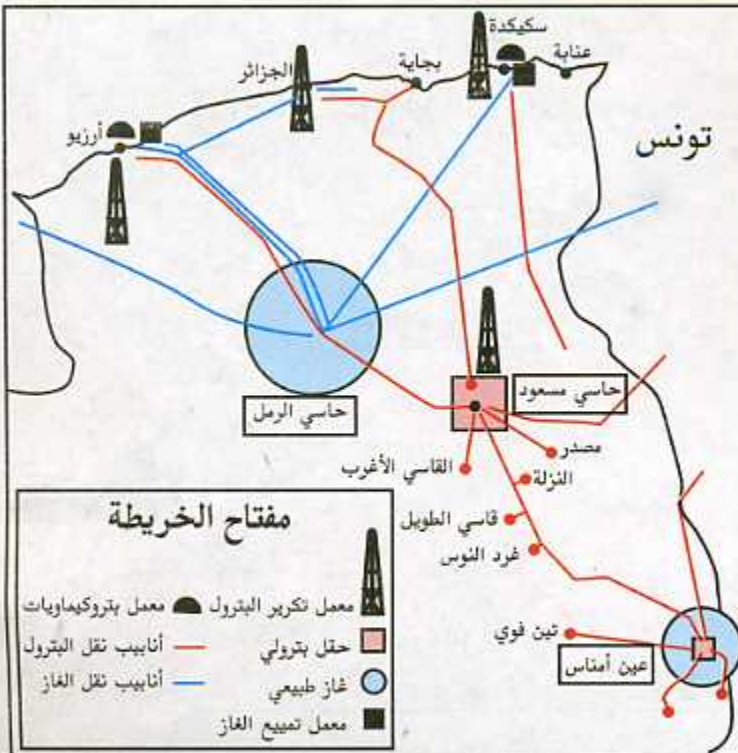 سكيكدة
عنابة
بجاية
الجزائر
أرزيو
تونس
حاسي مسعود
حاسي الرمل
مصدر
القاسي الأغرب
النزلة
قاسي الطويل
غرد النوس
تين فوي
عين أمناس
مفتاح الخريطة
معمل تكرير البترول
معمل بتروكيماويات
حقل بترولي
أنابيب نقل البترول
غاز طبيعي
أنابيب نقل الغاز
معمل تمييع الغاز